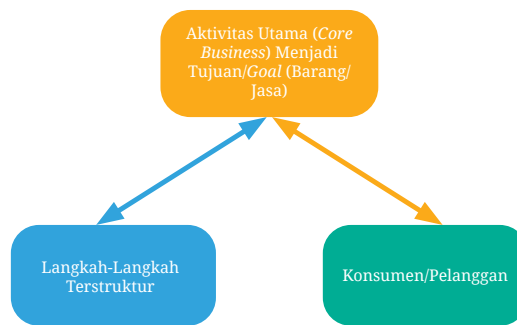 Aktivitas Utama (Core
Business) Menjadi
Tujuan/Goal (Barang/
Jasa)
Langkah-Langkah
Terstruktur
Konsumen/Pelanggan